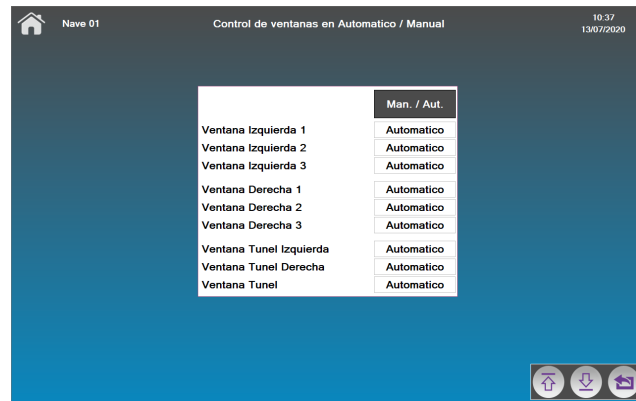 Nave 01
Control de ventanas en Automatico / Manual
10:37
13/07/2020
Man. / Aut.
Ventana Izquierda 1 Automatico
Ventana Izquierda 2 Automatico
Ventana Izquierda 3 Automatico
Ventana Derecha 1 Automatico
Ventana Derecha 2 Automatico
Ventana Derecha 3 Automatico
Ventana Tunel Izquierda Automatico
Ventana Tunel Derecha Automatico
Ventana Tunel Automatico